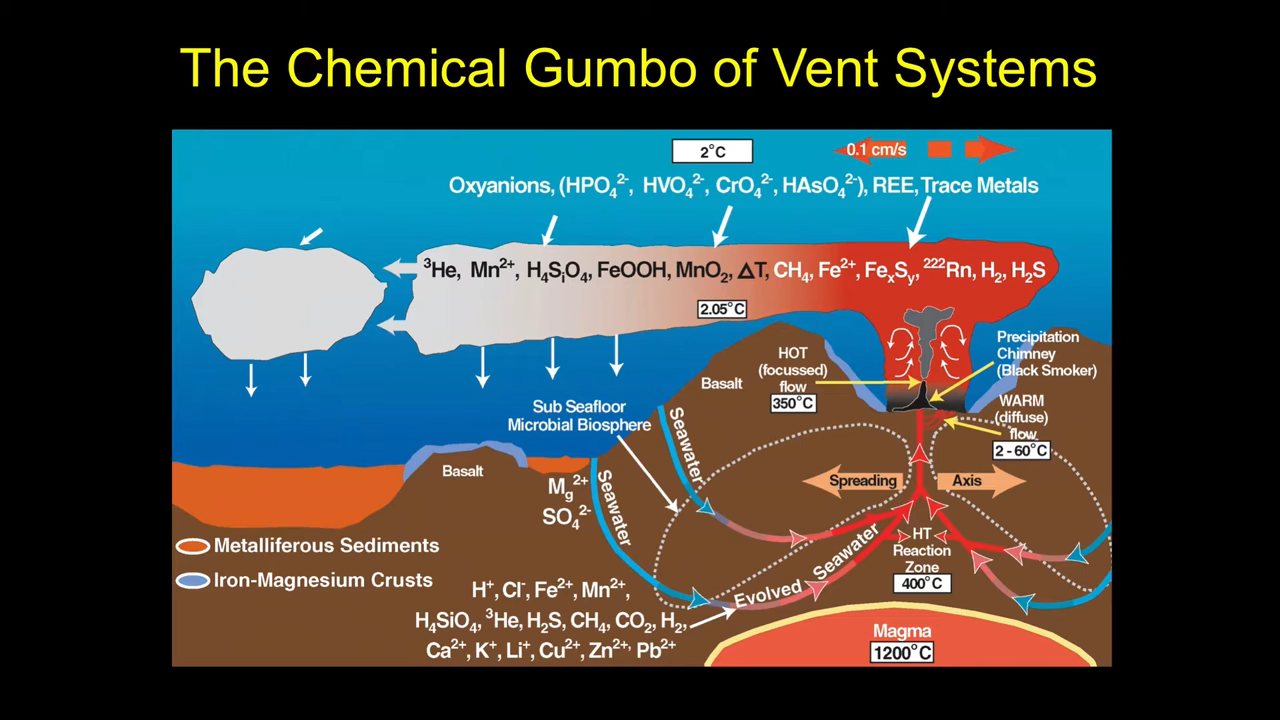 The Chemical Gumbo of Vent Systems
2°C
0.1 cm/s
Oxyanions, (HPO₄²⁻, HVO₄²⁻, CrO₄²⁻, HAsO₄²⁻), REE, Trace Metals
³He, Mn²⁺, H₄SᵢO₄, FeOOH, MnO₂, ΔT, CH₄, Fe²⁺, FeₓSᵧ, ²²²Rn, H₂, H₂S
2.05°C
HOT
(focussed)
flow
350°C
Precipitation
Chimney
(Black Smoker)
WARM
(diffuse)
flow
2 - 60°C
Basalt
Sub Seafloor
Microbial Biosphere
Seawater
Basalt
Mg²⁺
SO₄²⁻
Seawater
Spreading Axis
HT
Reaction
Zone
400°C
Evolved Seawater
Metalliferous Sediments
Iron-Magnesium Crusts
H⁺, Cl⁻, Fe²⁺, Mn²⁺,
H₄SiO₄, ³He, H₂S, CH₄, CO₂, H₂,
Ca²⁺, K⁺, Li⁺, Cu²⁺, Zn²⁺, Pb²⁺
Magma
1200°C